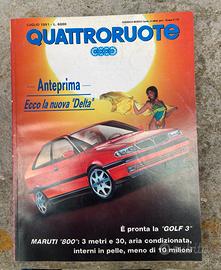 LUGLIO 1991 - L. 6000
QUATTRORUOTE
Anteprima
Ecco la nuova "Delta"
È pronta la "GOLF 3"
MARUTI "800": 3 metri e 30, aria condizionata,
interni in pelle, meno di 10 milioni